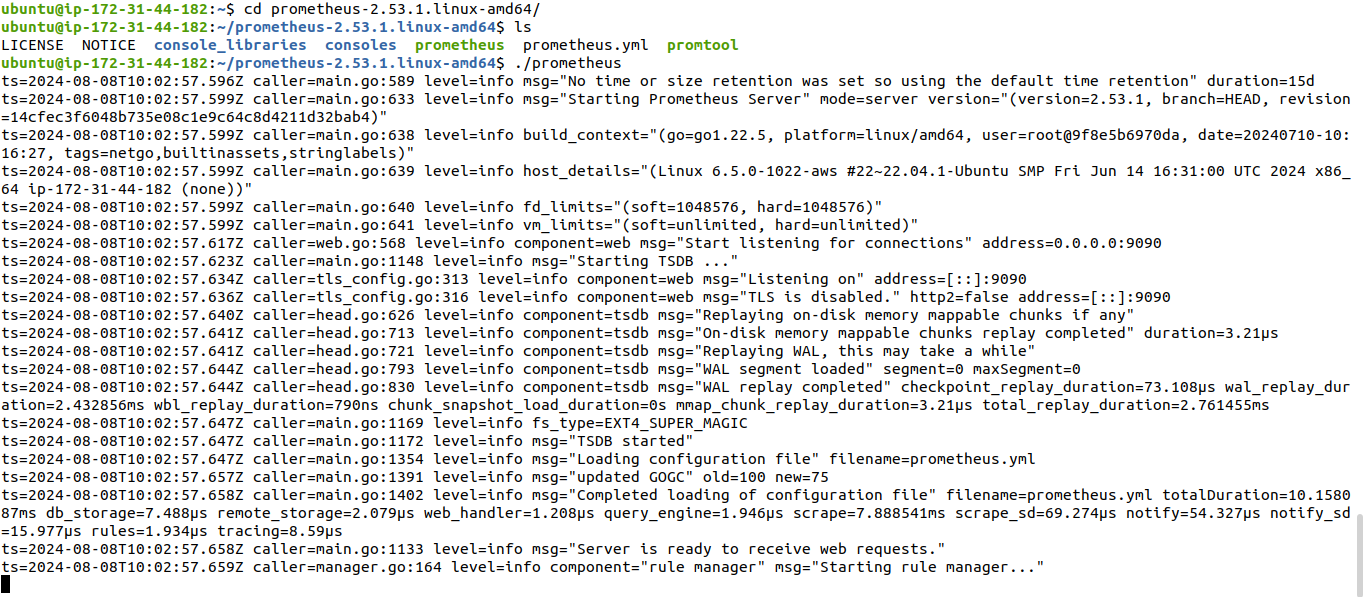 ubuntu@ip-172-31-44-182:~$ cd prometheus-2.53.1.linux-amd64/
ubuntu@ip-172-31-44-182:~/prometheus-2.53.1.linux-amd64$ ls
LICENSE  NOTICE  console_libraries  consoles  prometheus  prometheus.yml  promtool
ubuntu@ip-172-31-44-182:~/prometheus-2.53.1.linux-amd64$ ./prometheus
ts=2024-08-08T10:02:57.596Z caller=main.go:589 level=info msg="No time or size retention was set so using the default time retention" duration=15d
ts=2024-08-08T10:02:57.599Z caller=main.go:633 level=info msg="Starting Prometheus Server" mode=server version="(version=2.53.1, branch=HEAD, revision
=14cfec3f6048b735e08c1e9c64c8d4211d32bab4)"
ts=2024-08-08T10:02:57.599Z caller=main.go:638 level=info build_context="(go=go1.22.5, platform=linux/amd64, user=root@9f8e5b6970da, date=20240710-10:
16:27, tags=netgo,builtinassets,stringlabels)"
ts=2024-08-08T10:02:57.599Z caller=main.go:639 level=info host_details="(Linux 6.5.0-1022-aws #22~22.04.1-Ubuntu SMP Fri Jun 14 16:31:00 UTC 2024 x86_
64 ip-172-31-44-182 (none))"
ts=2024-08-08T10:02:57.599Z caller=main.go:640 level=info fd_limits="(soft=1048576, hard=1048576)"
ts=2024-08-08T10:02:57.599Z caller=main.go:641 level=info vm_limits="(soft=unlimited, hard=unlimited)"
ts=2024-08-08T10:02:57.617Z caller=web.go:568 level=info component=web msg="Start listening for connections" address=0.0.0.0:9090
ts=2024-08-08T10:02:57.623Z caller=main.go:1148 level=info msg="Starting TSDB ..."
ts=2024-08-08T10:02:57.634Z caller=tls_config.go:313 level=info component=web msg="Listening on" address=[::]:9090
ts=2024-08-08T10:02:57.636Z caller=tls_config.go:316 level=info component=web msg="TLS is disabled." http2=false address=[::]:9090
ts=2024-08-08T10:02:57.640Z caller=head.go:626 level=info component=tsdb msg="Replaying on-disk memory mappable chunks if any"
ts=2024-08-08T10:02:57.641Z caller=head.go:713 level=info component=tsdb msg="On-disk memory mappable chunks replay completed" duration=3.21µs
ts=2024-08-08T10:02:57.641Z caller=head.go:721 level=info component=tsdb msg="Replaying WAL, this may take a while"
ts=2024-08-08T10:02:57.644Z caller=head.go:793 level=info component=tsdb msg="WAL segment loaded" segment=0 maxSegment=0
ts=2024-08-08T10:02:57.644Z caller=head.go:830 level=info component=tsdb msg="WAL replay completed" checkpoint_replay_duration=73.108µs wal_replay_dur
ation=2.432856ms wbl_replay_duration=790ns chunk_snapshot_load_duration=0s mmap_chunk_replay_duration=3.21µs total_replay_duration=2.761455ms
ts=2024-08-08T10:02:57.647Z caller=main.go:1169 level=info fs_type=EXT4_SUPER_MAGIC
ts=2024-08-08T10:02:57.647Z caller=main.go:1172 level=info msg="TSDB started"
ts=2024-08-08T10:02:57.647Z caller=main.go:1354 level=info msg="Loading configuration file" filename=prometheus.yml
ts=2024-08-08T10:02:57.657Z caller=main.go:1391 level=info msg="updated GOGC" old=100 new=75
ts=2024-08-08T10:02:57.658Z caller=main.go:1402 level=info msg="Completed loading of configuration file" filename=prometheus.yml totalDuration=10.1580
87ms db_storage=7.488µs remote_storage=2.079µs web_handler=1.208µs query_engine=1.946µs scrape=7.888541ms scrape_sd=69.274µs notify=54.327µs notify_sd
=15.977µs rules=1.934µs tracing=8.59µs
ts=2024-08-08T10:02:57.658Z caller=main.go:1133 level=info msg="Server is ready to receive web requests."
ts=2024-08-08T10:02:57.659Z caller=manager.go:164 level=info component="rule manager" msg="Starting rule manager..."